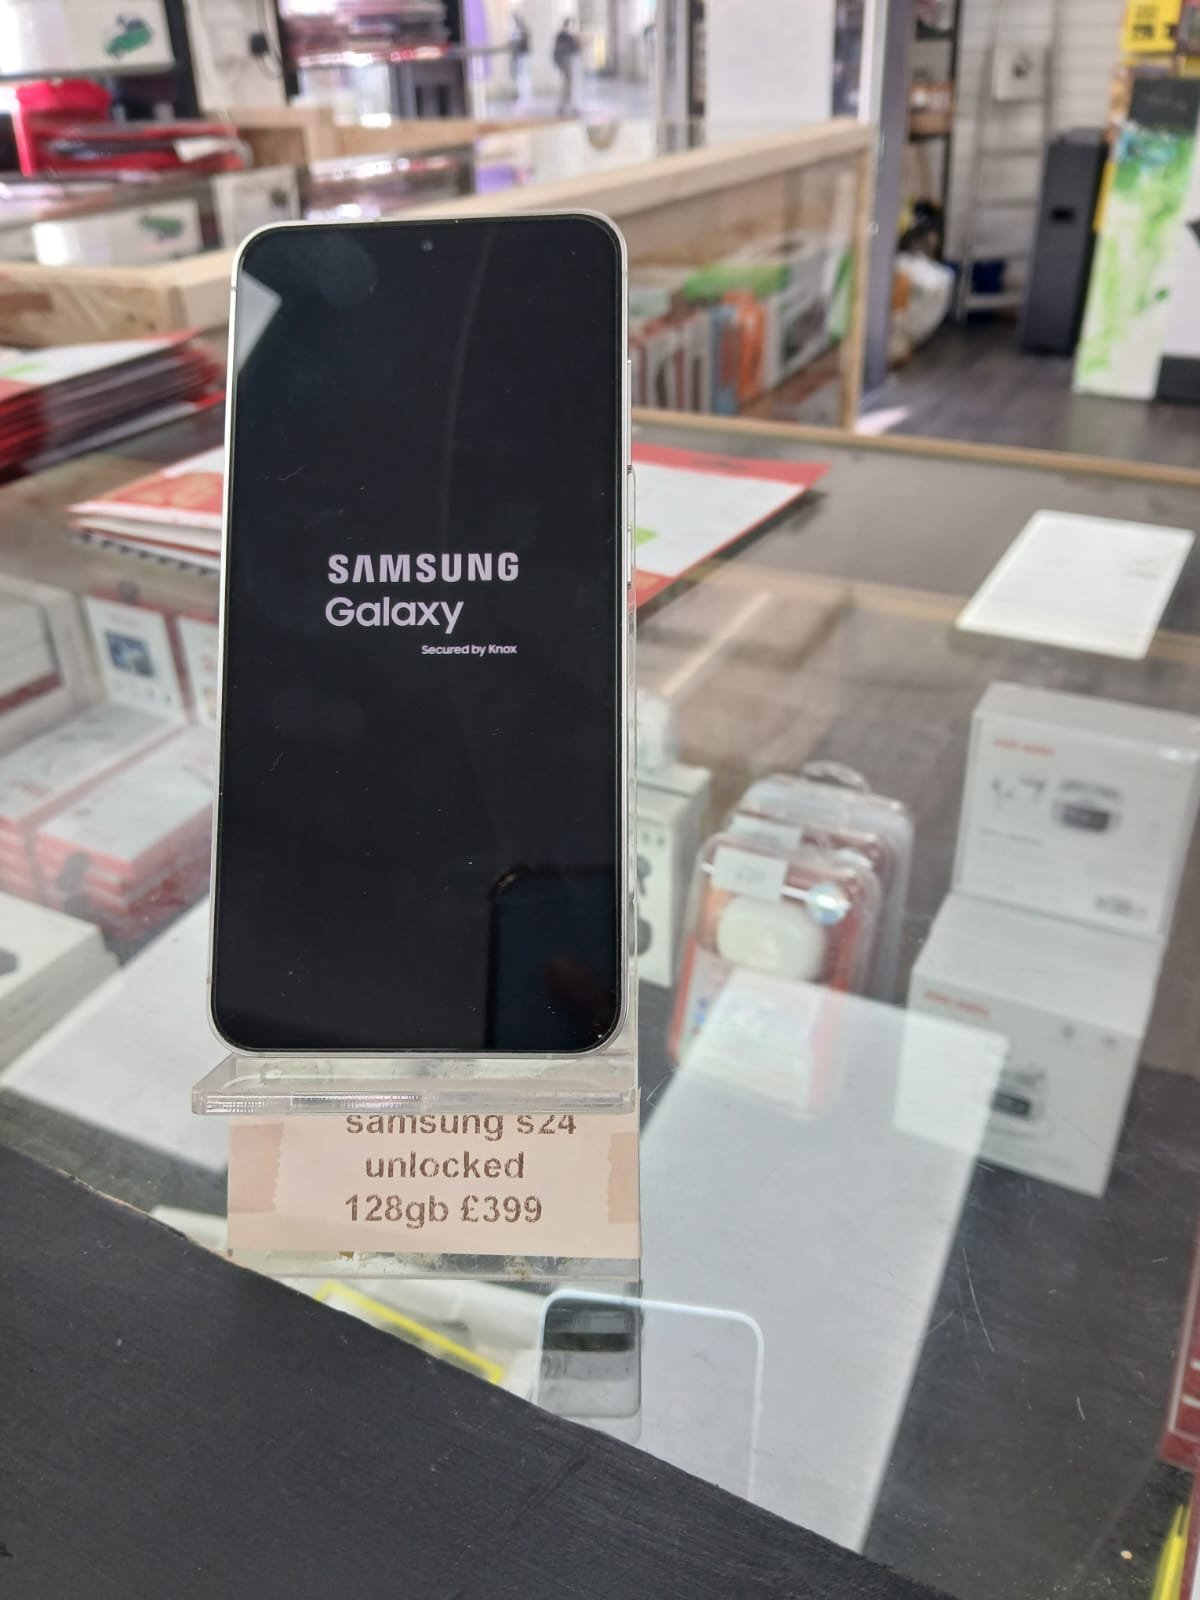 SAMSUNG
Galaxy
Secured by Knox
samsung s24
unlocked
128gb £399